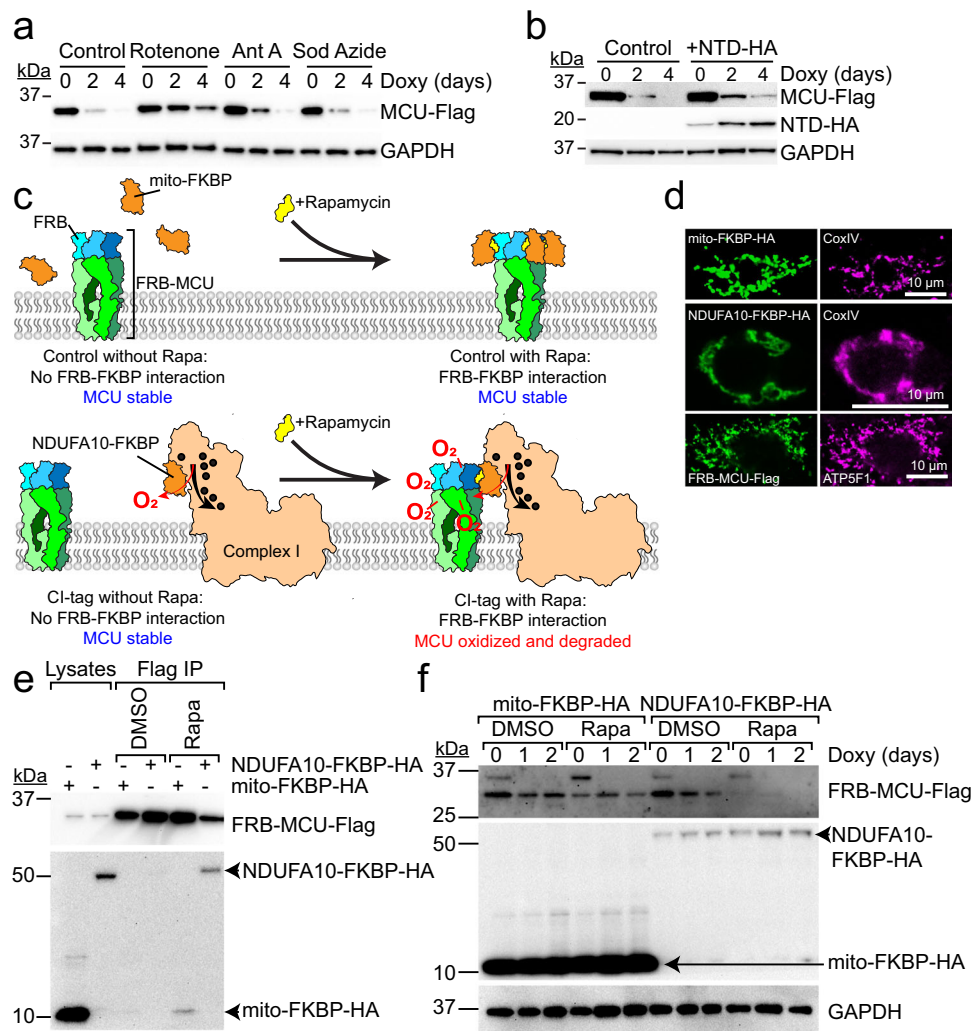 a
Control Rotenone Ant A Sod Azide
kDa 0 2 4 0 2 4 0 2 4 0 2 4 Doxy (days)
37
MCU-Flag
37
GAPDH
b
Control +NTD-HA
kDa 0 2 4 0 2 4 Doxy (days)
37
MCU-Flag
20
NTD-HA
37
GAPDH
c
mito-FKBP
FRB
+Rapamycin
FRB-MCU
Control without Rapa:
No FRB-FKBP interaction
MCU stable
Control with Rapa:
FRB-FKBP interaction
MCU stable
NDUFA10-FKBP
+Rapamycin
O₂
Complex I
O₂
O₂
O₂
O₂
CI-tag without Rapa:
No FRB-FKBP interaction
MCU stable
CI-tag with Rapa:
FRB-FKBP interaction
MCU oxidized and degraded
d
mito-FKBP-HA CoxIV
10 µm
NDUFA10-FKBP-HA CoxIV
10 µm
FRB-MCU-Flag ATP5F1
10 µm
e
Lysates Flag IP
DMSO Rapa
- + - + - + NDUFA10-FKBP-HA
+ - + - + - mito-FKBP-HA
kDa
37
FRB-MCU-Flag
50
NDUFA10-FKBP-HA
10
mito-FKBP-HA
f
mito-FKBP-HA NDUFA10-FKBP-HA
DMSO Rapa DMSO Rapa
kDa 0 1 2 0 1 2 0 1 2 0 1 2 Doxy (days)
37
FRB-MCU-Flag
25
50
NDUFA10-
FKBP-HA
10
mito-FKBP-HA
37
GAPDH